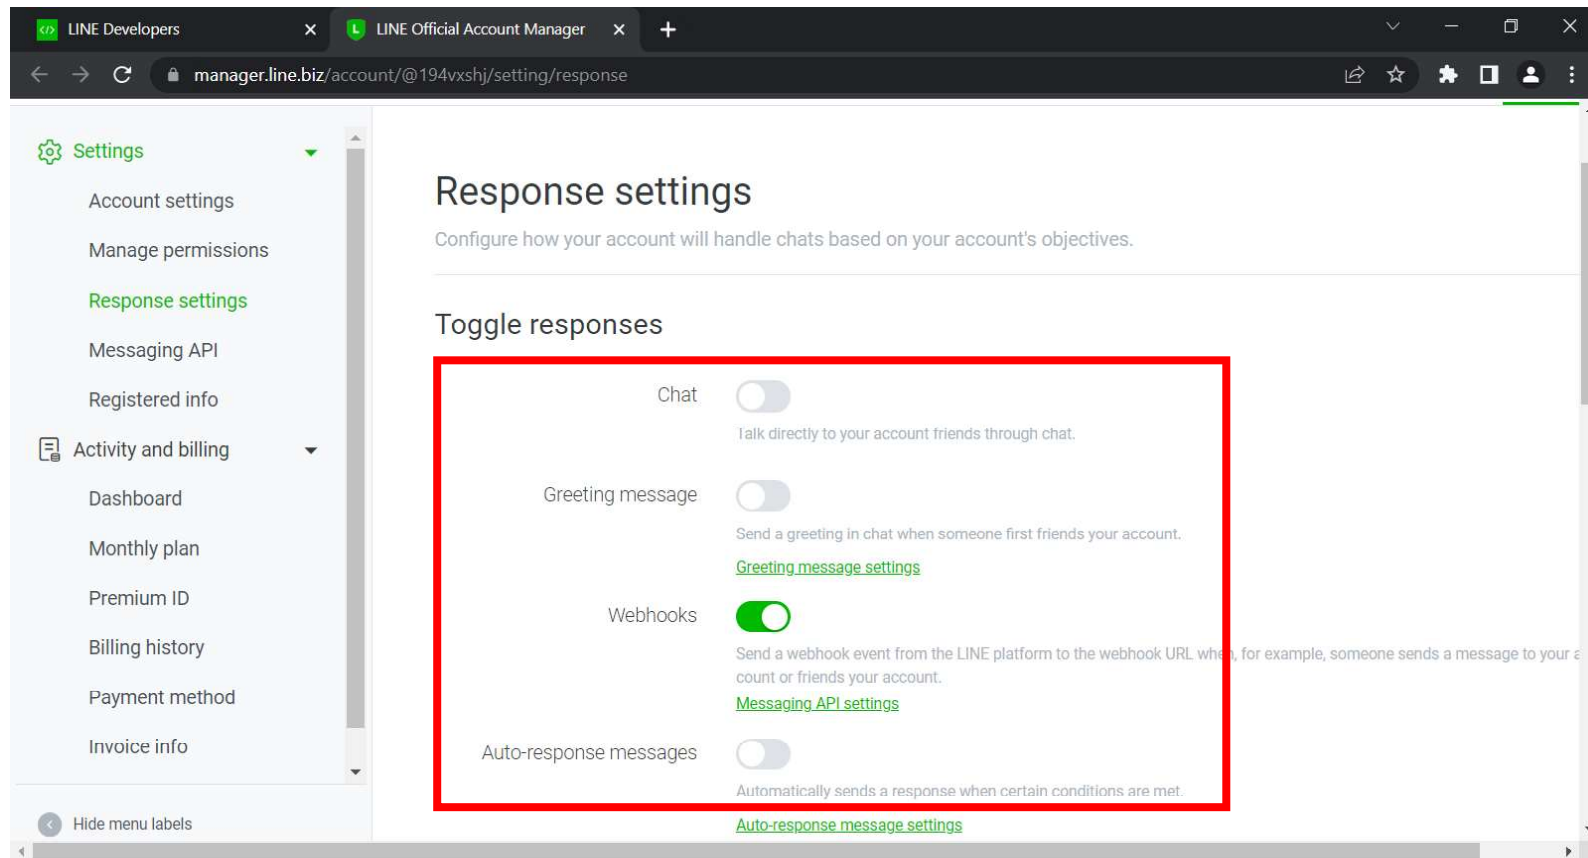 LINE Developers
LINE Official Account Manager
manager.line.biz/account/@194vxshj/setting/response
Settings
Account settings
Manage permissions
Response settings
Messaging API
Registered info
Activity and billing
Dashboard
Monthly plan
Premium ID
Billing history
Payment method
Invoice info
Hide menu labels
Response settings
Configure how your account will handle chats based on your account's objectives.
Toggle responses
Chat
Talk directly to your account friends through chat.
Greeting message
Send a greeting in chat when someone first friends your account.
Greeting message settings
Webhooks
Send a webhook event from the LINE platform to the webhook URL when, for example, someone sends a message to your a
count or friends your account.
Messaging API settings
Auto-response messages
Automatically sends a response when certain conditions are met.
Auto-response message settings